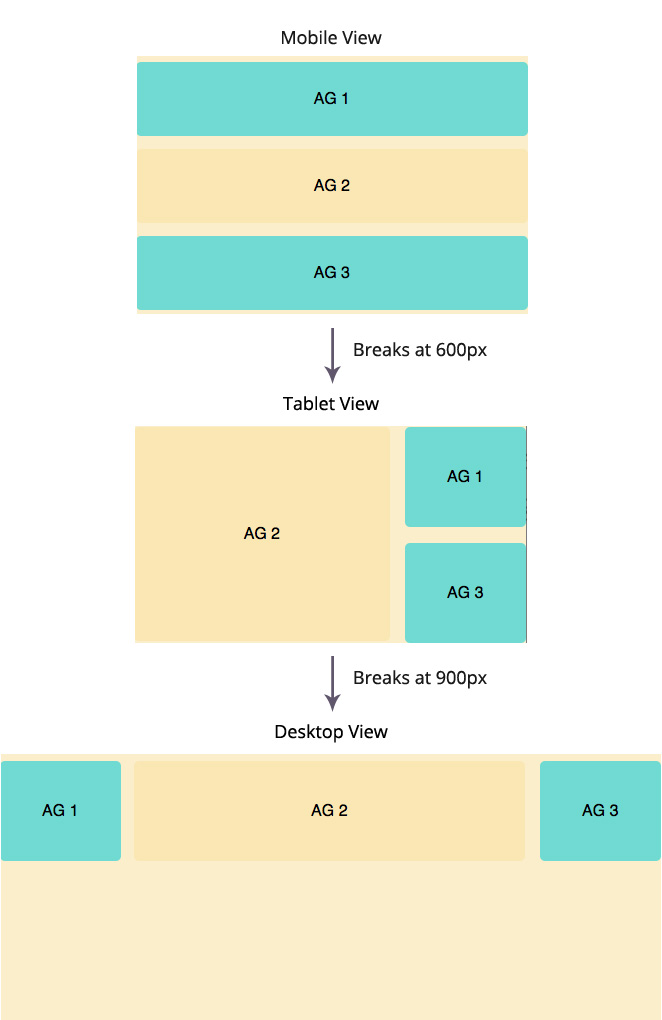 Mobile View
AG 1
AG 2
AG 3
Breaks at 600px
Tablet View
AG 2
AG 1
AG 3
Breaks at 900px
Desktop View
AG 1
AG 2
AG 3